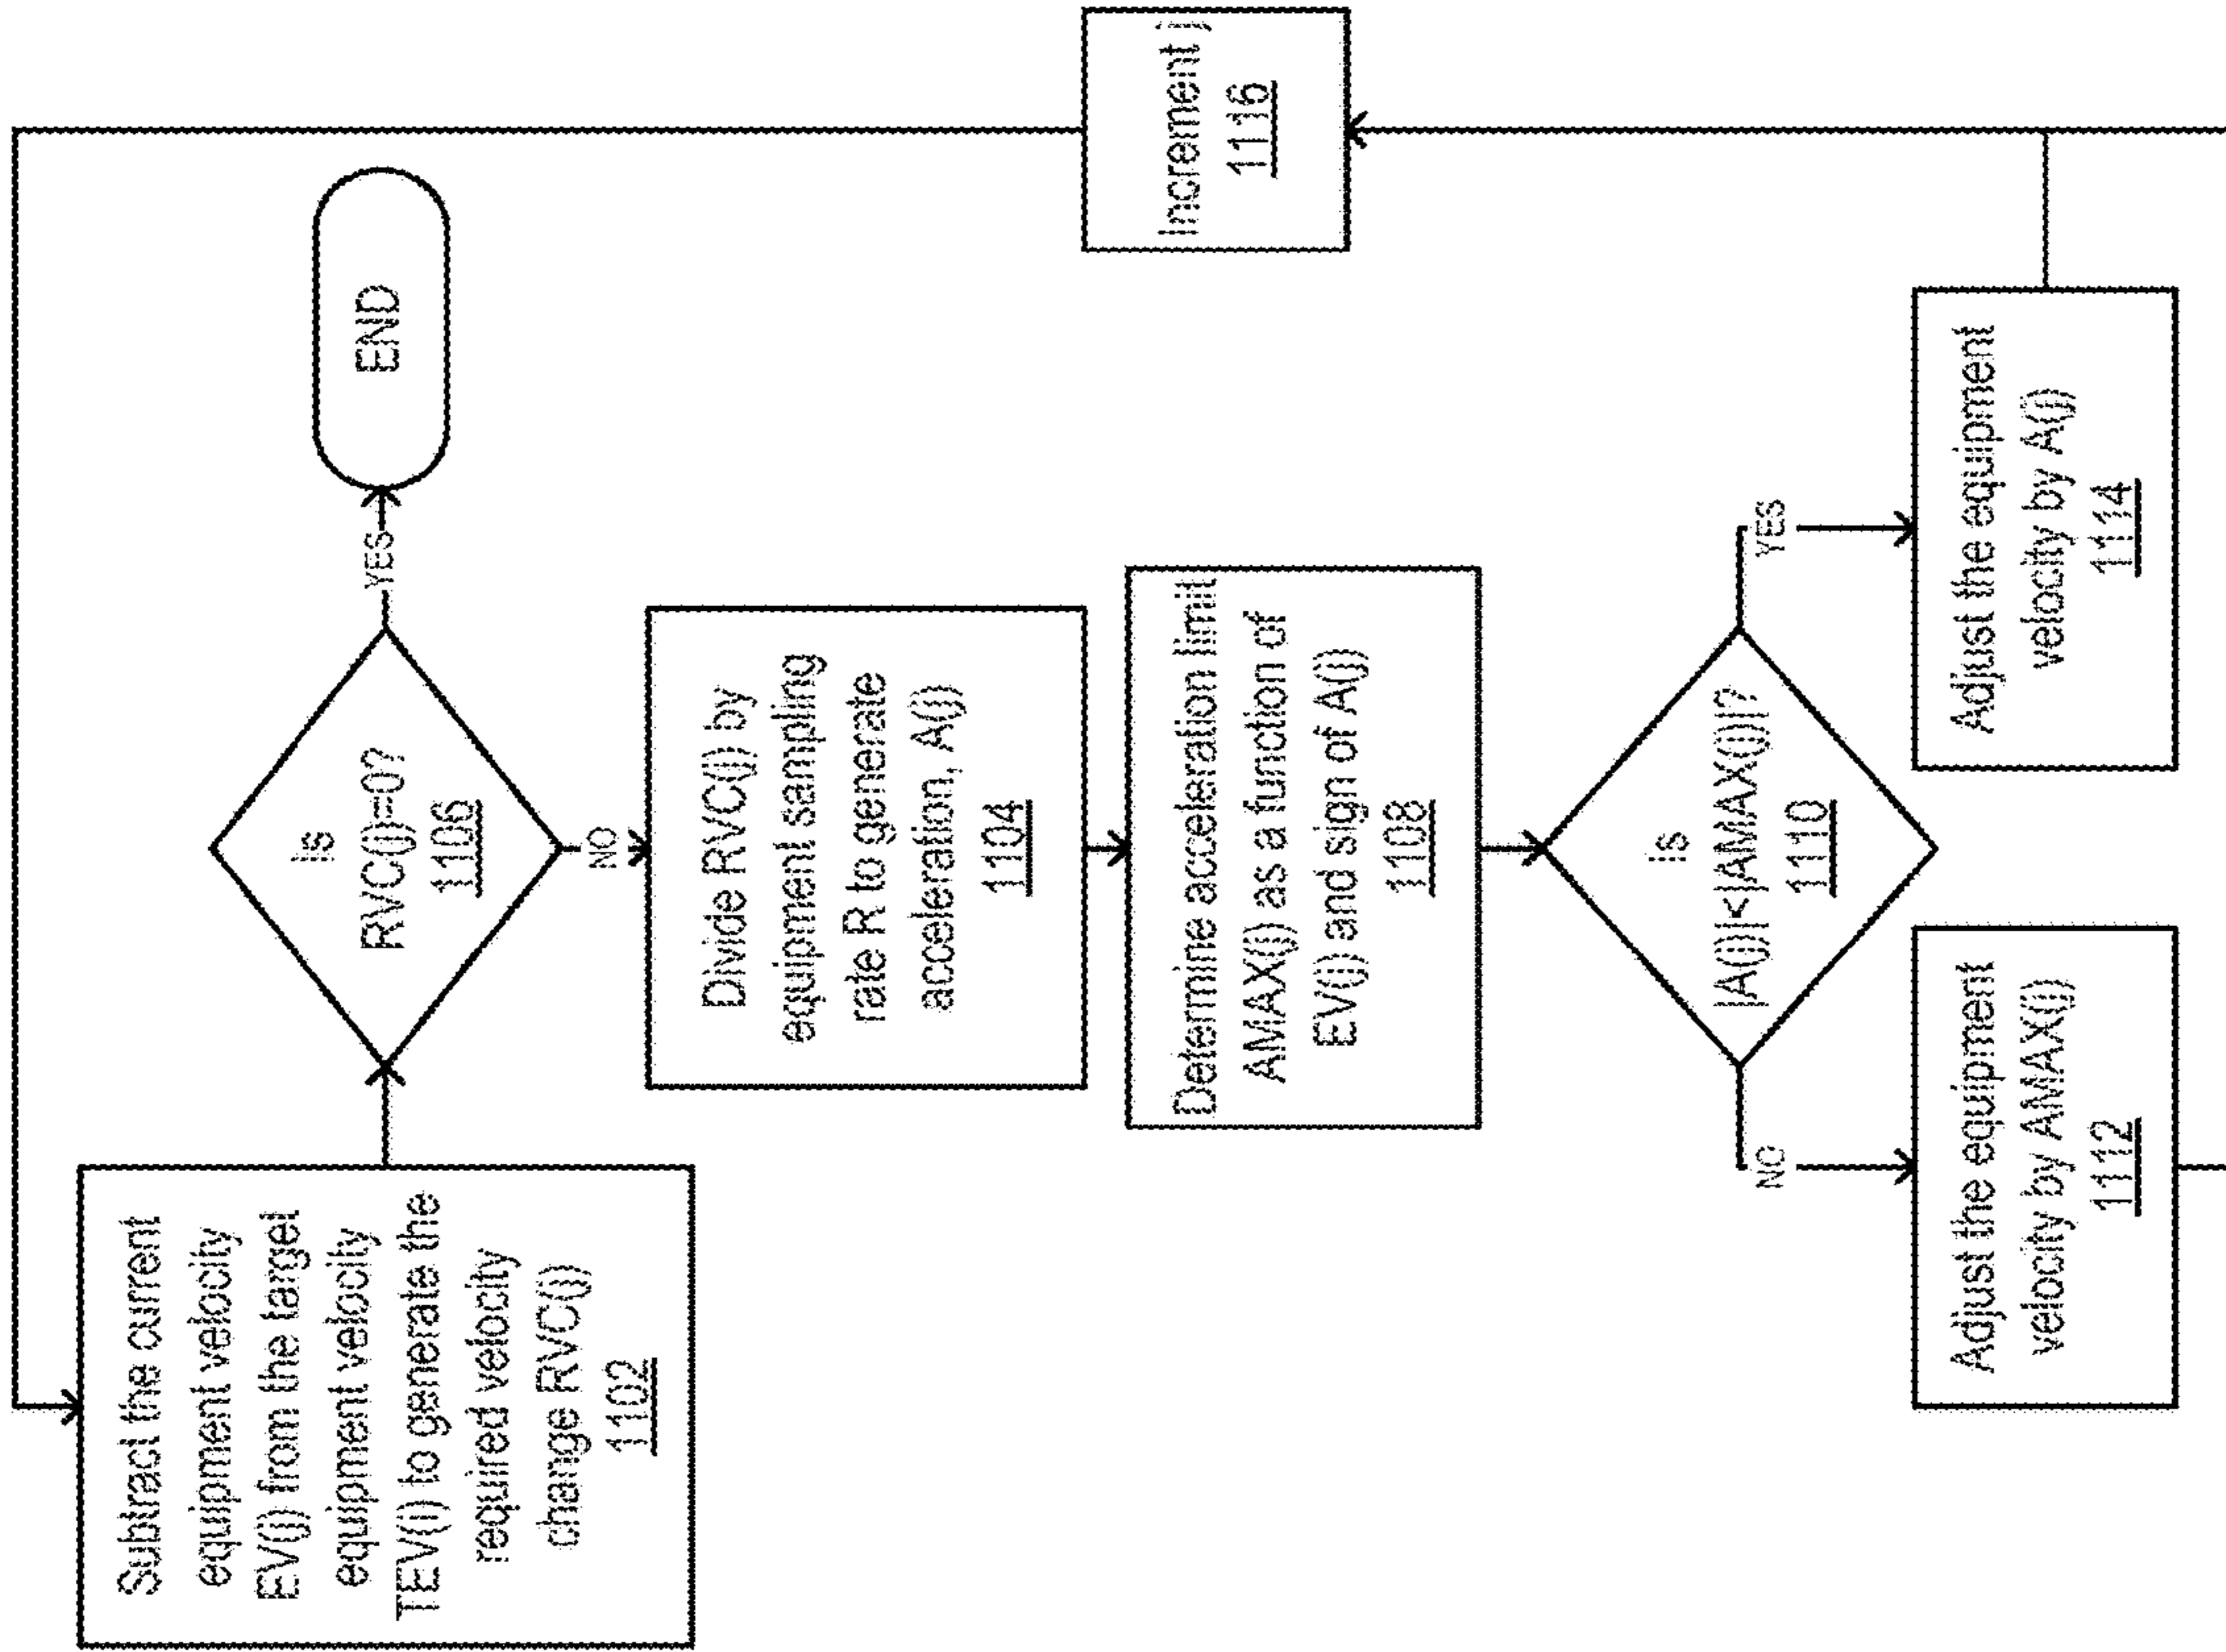 Subtract the current
equipment velocity
EV(j) from the target
equipment velocity
TEV(i) to generate the
required velocity
change RVC(j)
1102
Is
RVC(j)=0?
1106
YES
END
NO
Divide RVC(j) by
equipment sampling
rate R to generate
acceleration, A(j)
1104
Determine acceleration limit
AMAX(j) as a function of
EV(j) and sign of A(j)
1108
Is
|A(j)|<|AMAX(j)|?
1110
NO
YES
Adjust the equipment
velocity by AMAX(j)
1112
Adjust the equipment
velocity by A(j)
1114
Increment j
1116